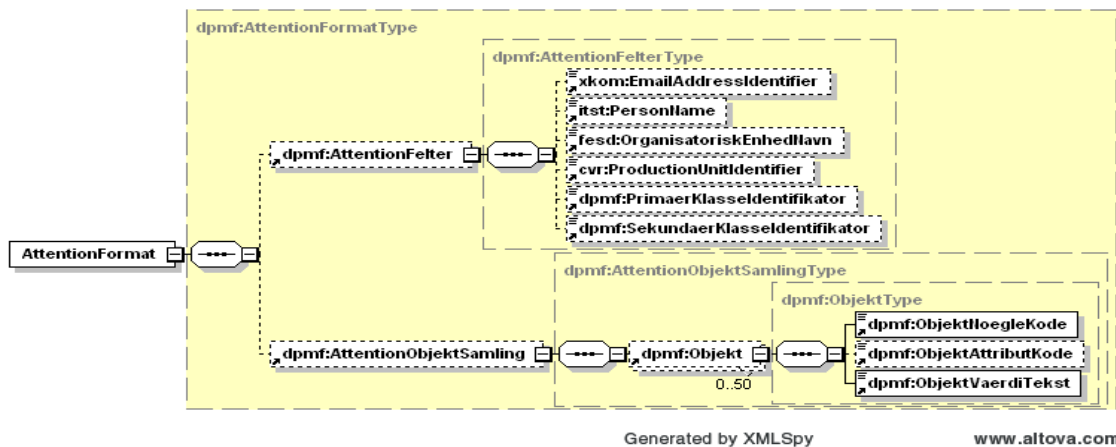 dpmf:AttentionFormatType
dpmf:AttentionFelterType
xkom:EmailAddressIdentifier
itst:PersonName
fesd:OrganisatoriskEnhedNavn
dpmf:AttentionFelter
cvr:ProductionUnitIdentifier
dpmf:PrimaerKlasseIdentifikator
dpmf:SekundaerKlasseIdentifikator
AttentionFormat
dpmf:AttentionObjektSamlingType
dpmf:ObjektType
dpmf:ObjektNoegleKode
dpmf:AttentionObjektSamling
dpmf:Objekt
dpmf:ObjektAttributKode
0..50
dpmf:ObjektVaerdiTekst
Generated by XMLSpy
www.altova.com